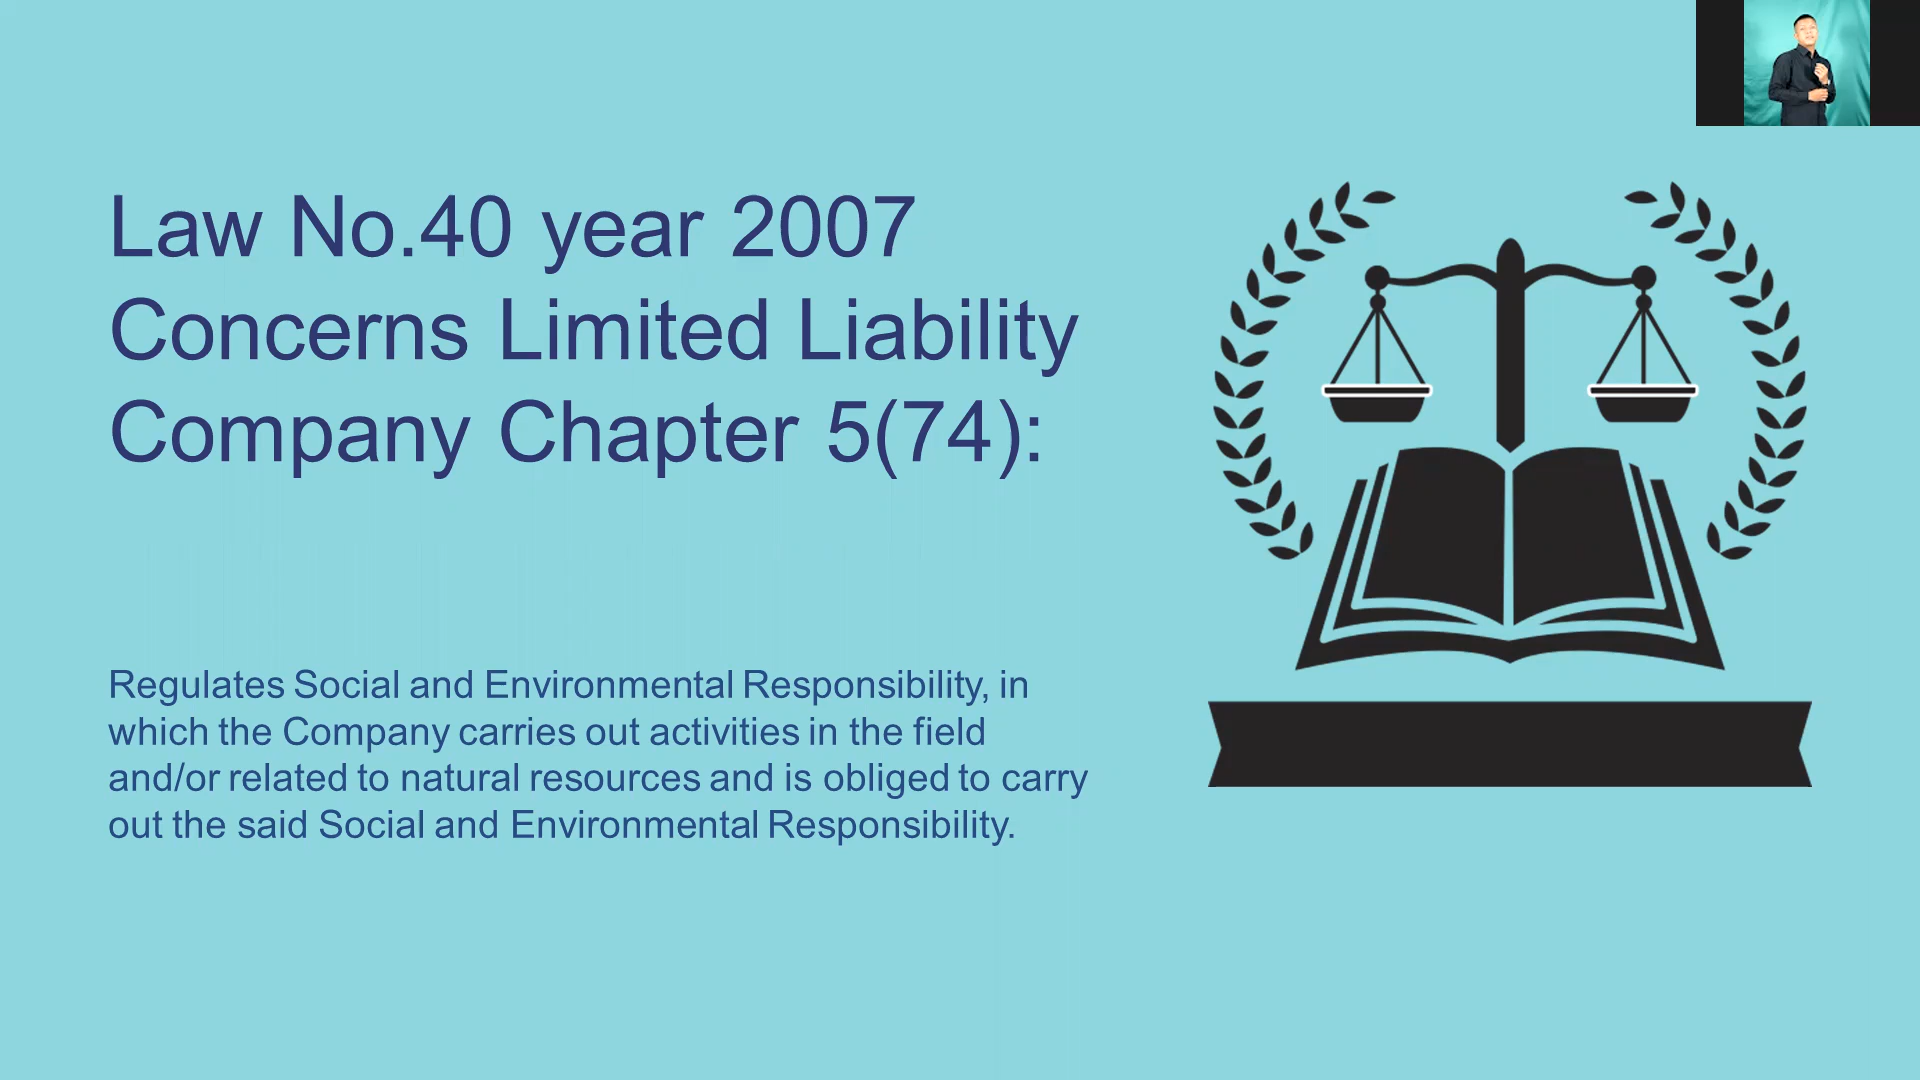 Law No.40 year 2007
Concerns Limited Liability
Company Chapter 5(74):
Regulates Social and Environmental Responsibility, in
which the Company carries out activities in the field
and/or related to natural resources and is obliged to carry
out the said Social and Environmental Responsibility.